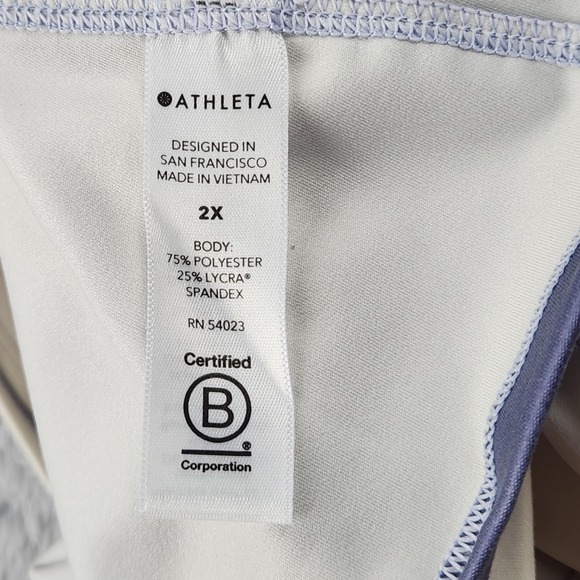 ATHLETA
DESIGNED IN
SAN FRANCISCO
MADE IN VIETNAM
2X
BODY:
75% POLYESTER
25% LYCRA®
SPANDEX
RN 54023
Certified
B
®
Corporation